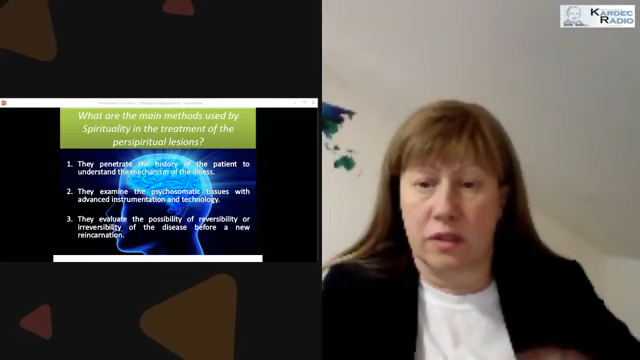 KARDEC
RADIO
What are the main methods used by
Spirituality in the treatment of the
persipiritual lesions?
1. They penetrate the history of the patient to
understand the mechanism of the illness.
2. They examine the psychosomatic tissues with
advanced instrumentation and technology.
3. They evaluate the possibility of reversibility or
irreversibility of the disease before a new
reincarnation.